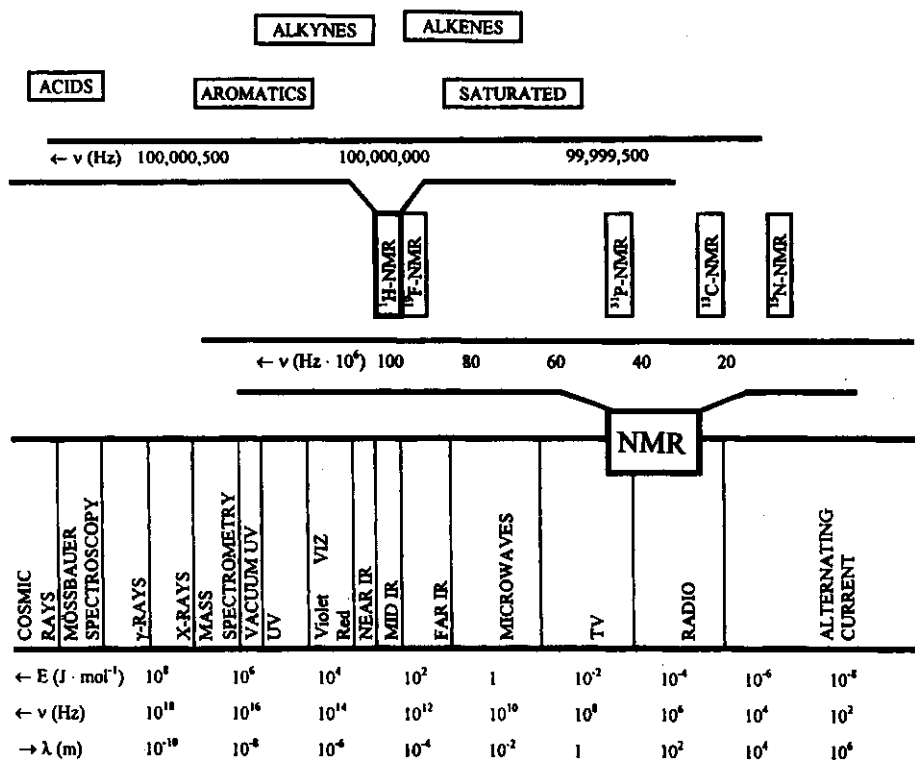 ALKYNES ALKENES
ACIDS
AROMATICS SATURATED
← ν (Hz) 100,000,500 100,000,000 99,999,500
¹H-NMR
¹⁹F-NMR
³¹P-NMR
¹³C-NMR
¹⁵N-NMR
← ν (Hz · 10⁶) 100 80 60 40 20
NMR
COSMIC
RAYS
MÖSSBAUER
SPECTROSCOPY
γ-RAYS
X-RAYS
MASS
SPECTROMETRY
VACUUM UV
UV
VIZ
Violet Red
NEAR IR
MID IR
FAR IR
MICROWAVES
TV
RADIO
ALTERNATING
CURRENT
← E (J · mol⁻¹) 10⁸ 10⁶ 10⁴ 10² 1 10⁻² 10⁻⁴ 10⁻⁶ 10⁻⁸
← ν (Hz) 10¹⁸ 10¹⁶ 10¹⁴ 10¹² 10¹⁰ 10⁸ 10⁶ 10⁴ 10²
→ λ (m) 10⁻¹⁰ 10⁻⁸ 10⁻⁶ 10⁻⁴ 10⁻² 1 10² 10⁴ 10⁶